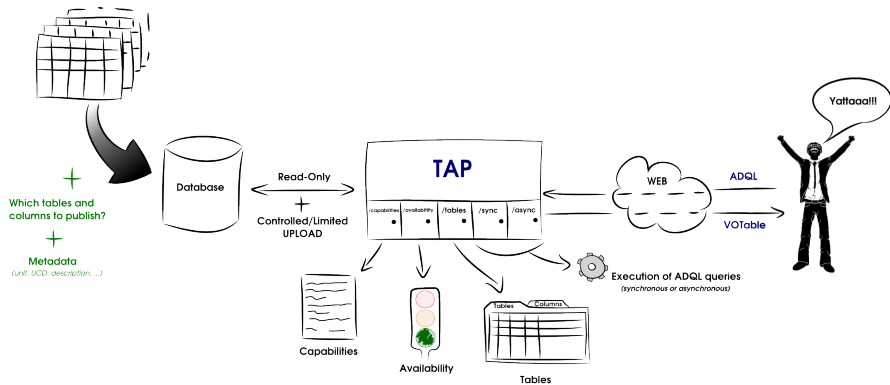 Yattaaa!!!
TAP
WEB
ADQL
VOTable
Database
Read-Only
Controlled/Limited
UPLOAD
/capabilities
/availability
/tables
/sync
/async
Which tables and
columns to publish?
Metadata
(unit, UCD, description, ...)
Execution of ADQL queries
(synchronous or asynchronous)
Tables
Columns
Capabilities
Availability
Tables